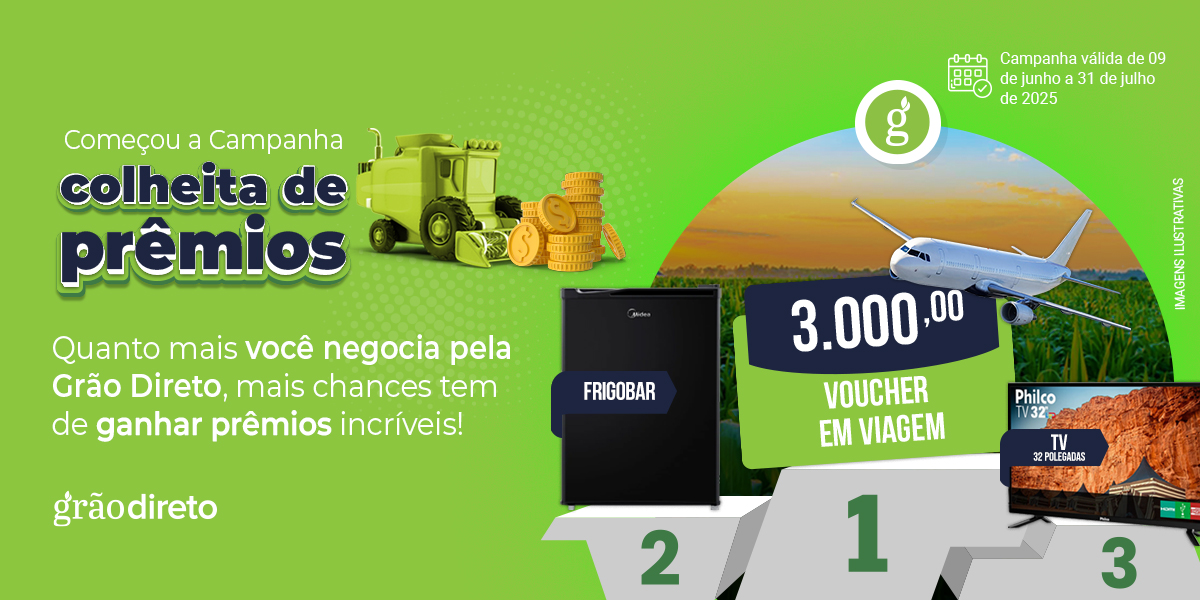 Começou a Campanha
colheita de
prêmios
Quanto mais você negocia pela
Grão Direto, mais chances tem
de ganhar prêmios incríveis!
grãodireto
Campanha válida de 09
de junho a 31 de julho
de 2025
g
IMAGENS ILUSTRATIVAS
3.000,00
VOUCHER
EM VIAGEM
Midea
FRIGOBAR
Philco
TV 32"
TV
32 POLEGADAS
Philco
HDMI
2
1
3